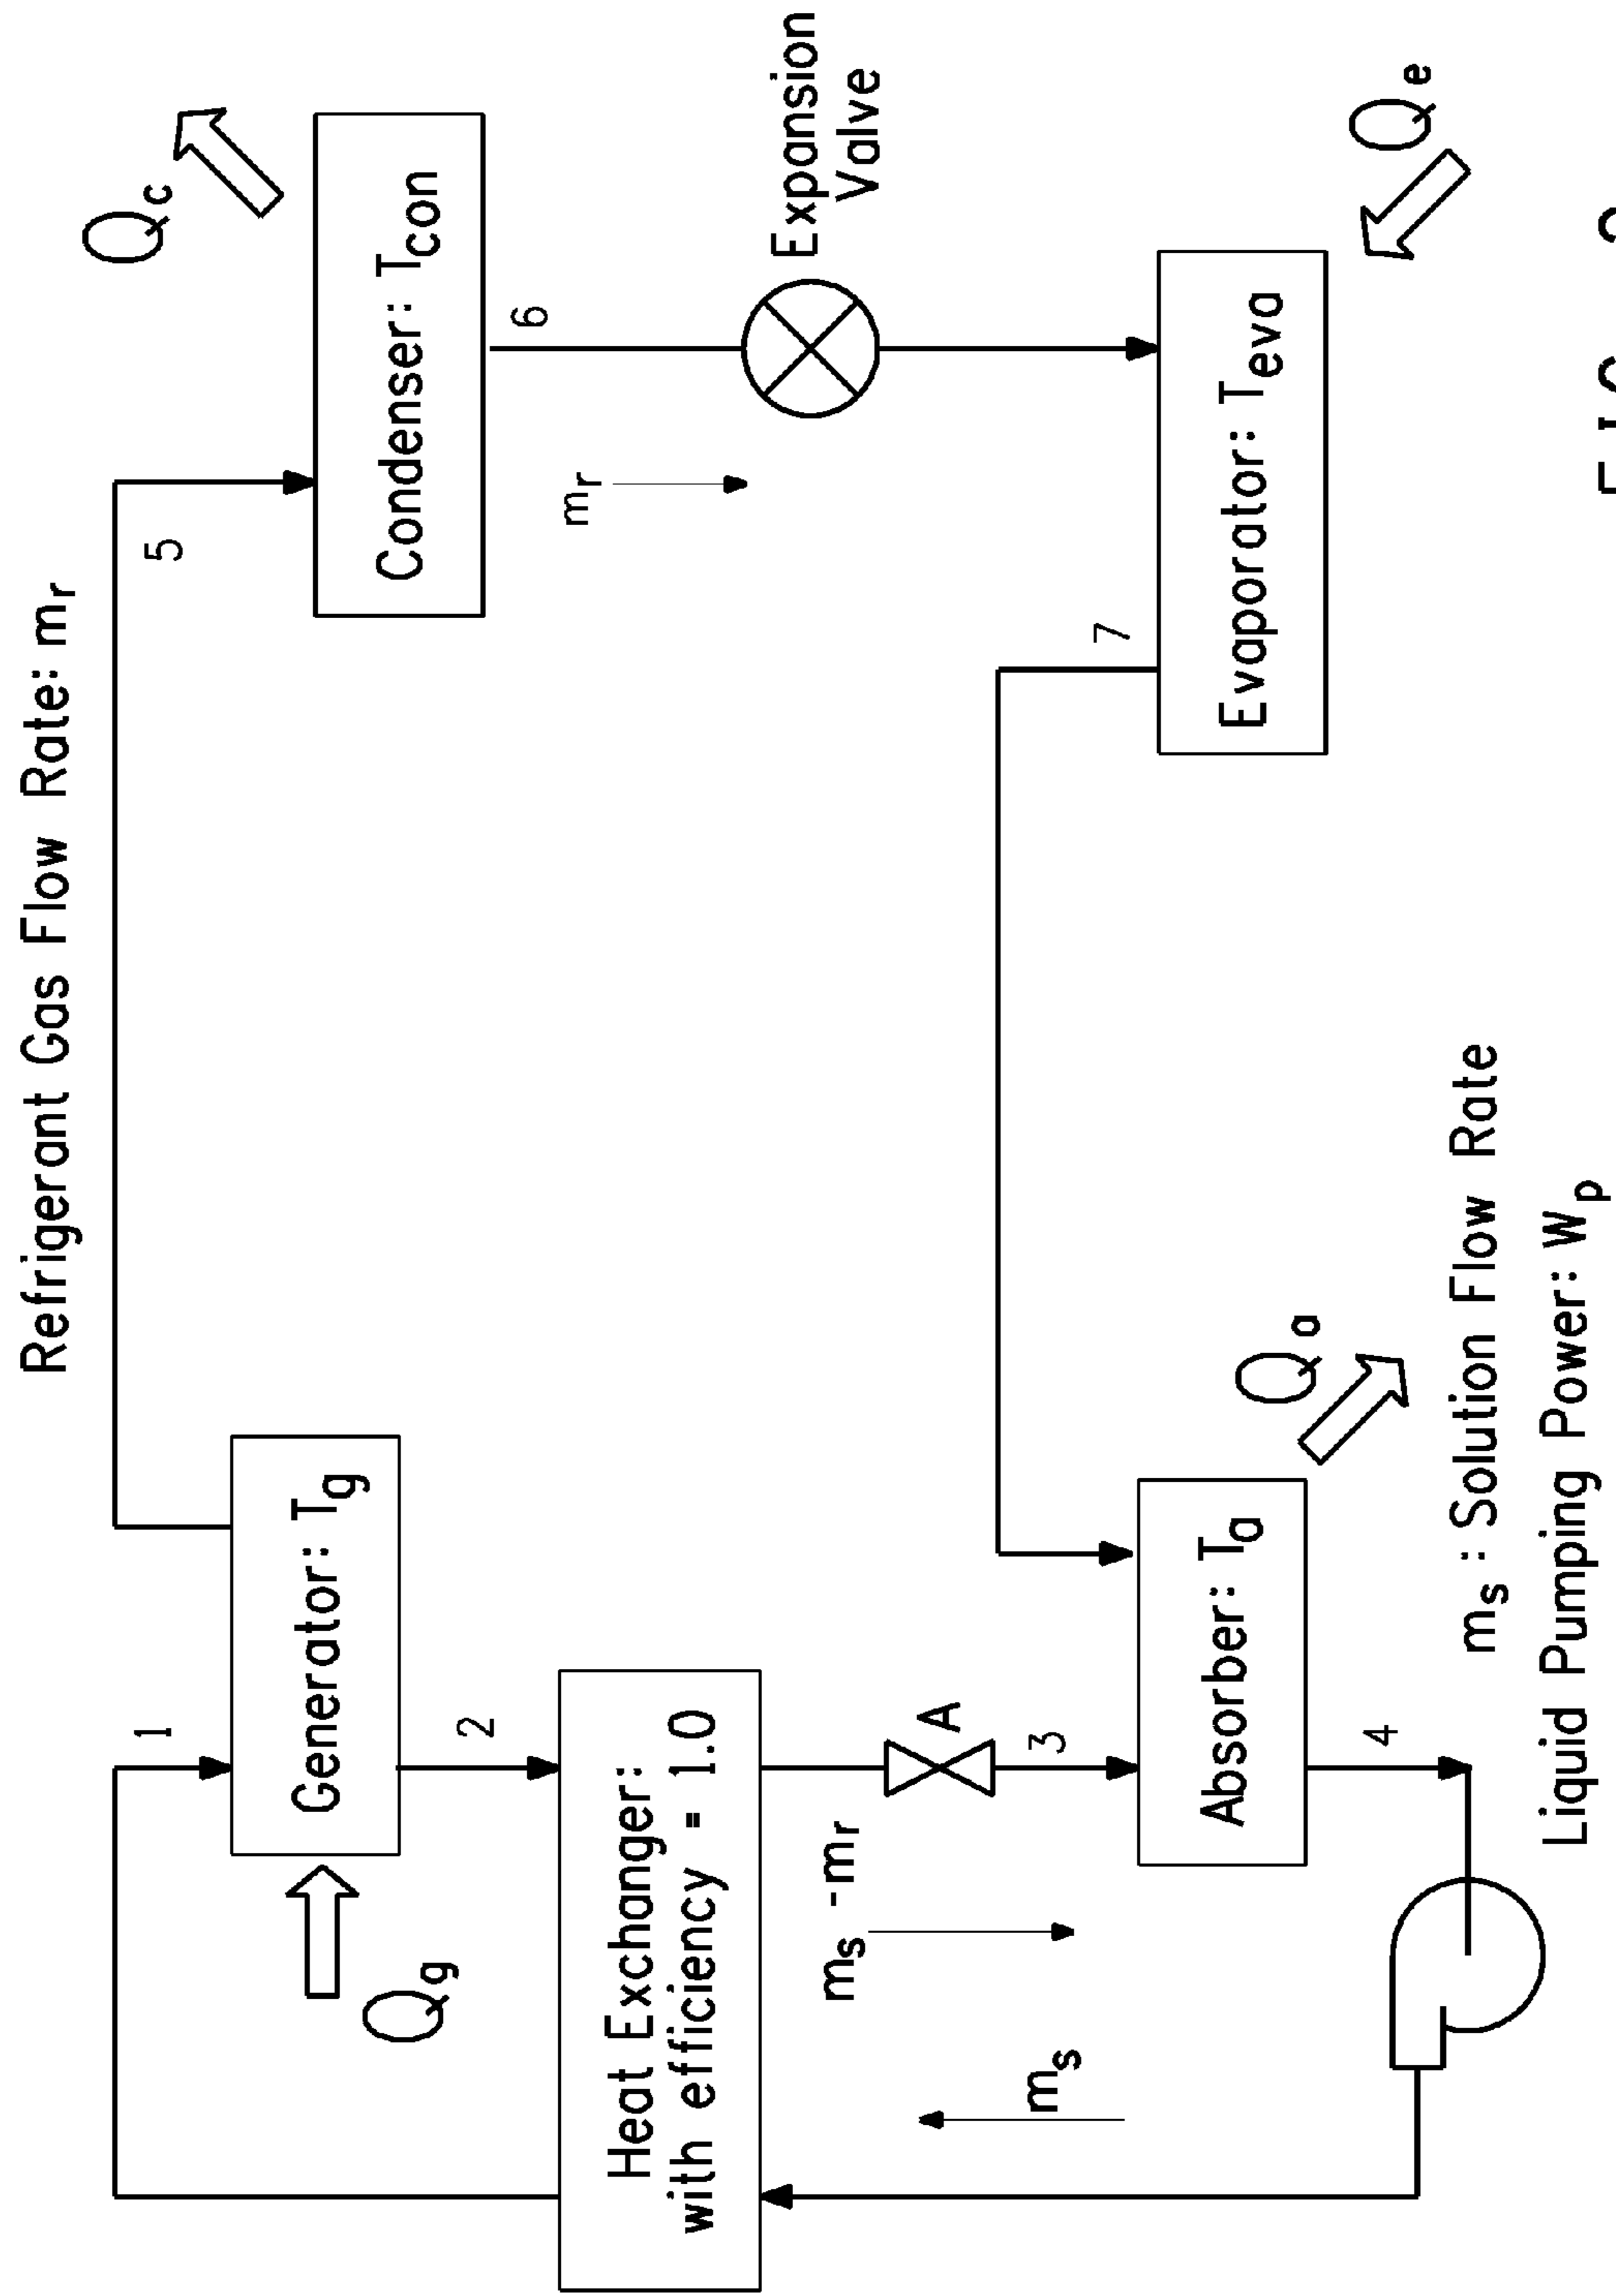 Refrigerant Gas Flow Rate: mr
1
5
Qc
Generator: Tg
Condenser: Tcon
Qg
2
6
Heat Exchanger:
with efficiency = 1.0
mr
Expansion
Valve
ms -mr
A
ms
3
7
Absorber: Ta
Evaporator: Teva
Qa
Qe
4
ms : Solution Flow Rate
Liquid Pumping Power: Wp